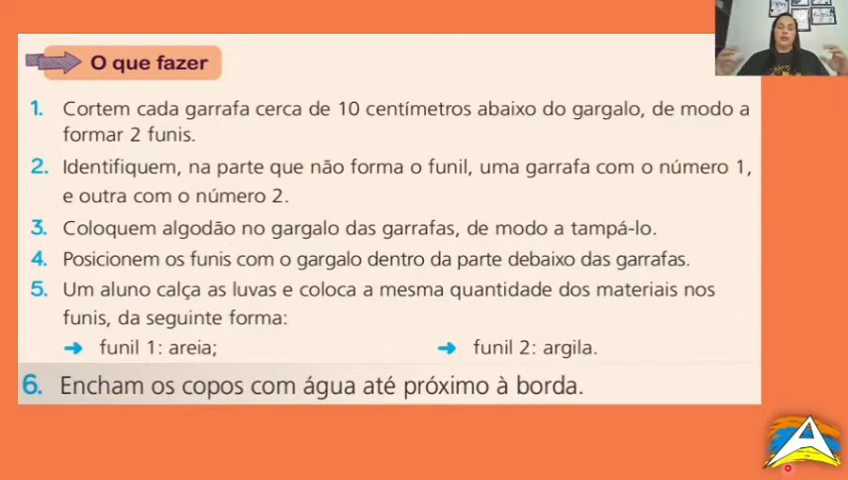 O que fazer
1. Cortem cada garrafa cerca de 10 centímetros abaixo do gargalo, de modo a
formar 2 funis.
2. Identifiquem, na parte que não forma o funil, uma garrafa com o número 1,
e outra com o número 2.
3. Coloquem algodão no gargalo das garrafas, de modo a tampá-lo.
4. Posicionem os funis com o gargalo dentro da parte debaixo das garrafas.
5. Um aluno calça as luvas e coloca a mesma quantidade dos materiais nos
funis, da seguinte forma:
➜ funil 1: areia; ➜ funil 2: argila.
6. Encham os copos com água até próximo à borda.